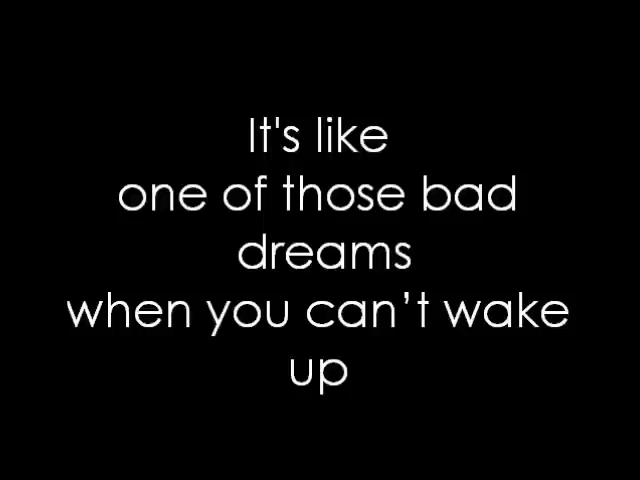 It's like
one of those bad
dreams
when you can’t wake
up